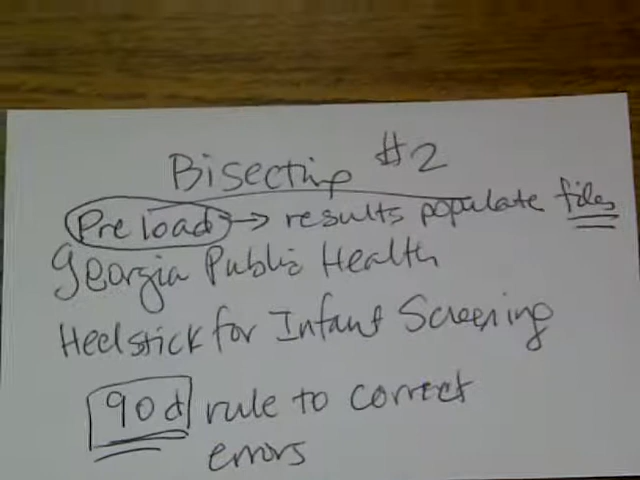 Bisecting #2
Preload → results populate files
Georgia Public Health
Heelstick for Infant Screening
90d rule to correct
errors